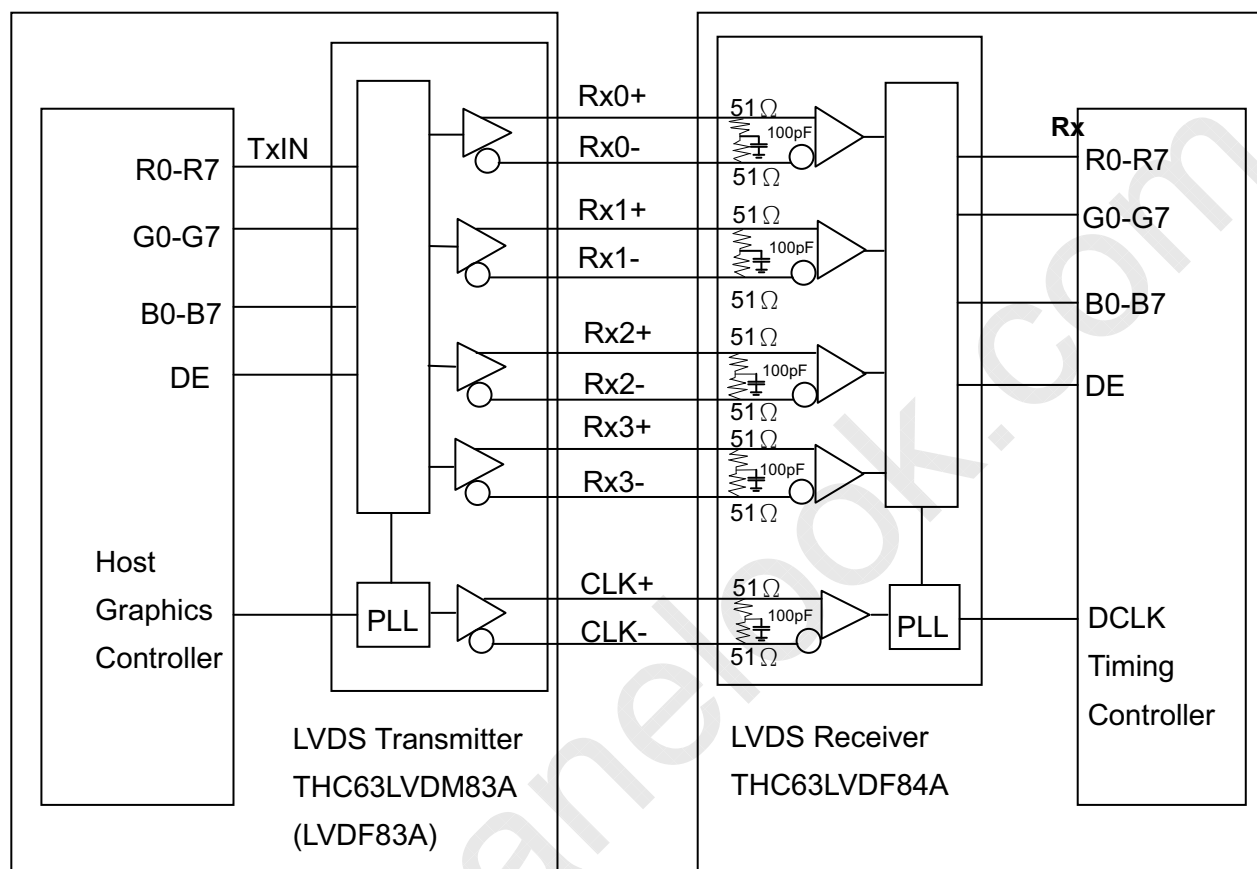 R0-R7
G0-G7
B0-B7
DE
Host
Graphics
Controller
TxIN
PLL
LVDS Transmitter
THC63LVDM83A
(LVDF83A)
Rx0+
Rx0-
Rx1+
Rx1-
Rx2+
Rx2-
Rx3+
Rx3-
CLK+
CLK-
51Ω
100pF
51Ω
51Ω
100pF
51Ω
51Ω
100pF
51Ω
51Ω
100pF
51Ω
51Ω
100pF
51Ω
PLL
LVDS Receiver
THC63LVDF84A
Rx
R0-R7
G0-G7
B0-B7
DE
DCLK
Timing
Controller
anelook.com